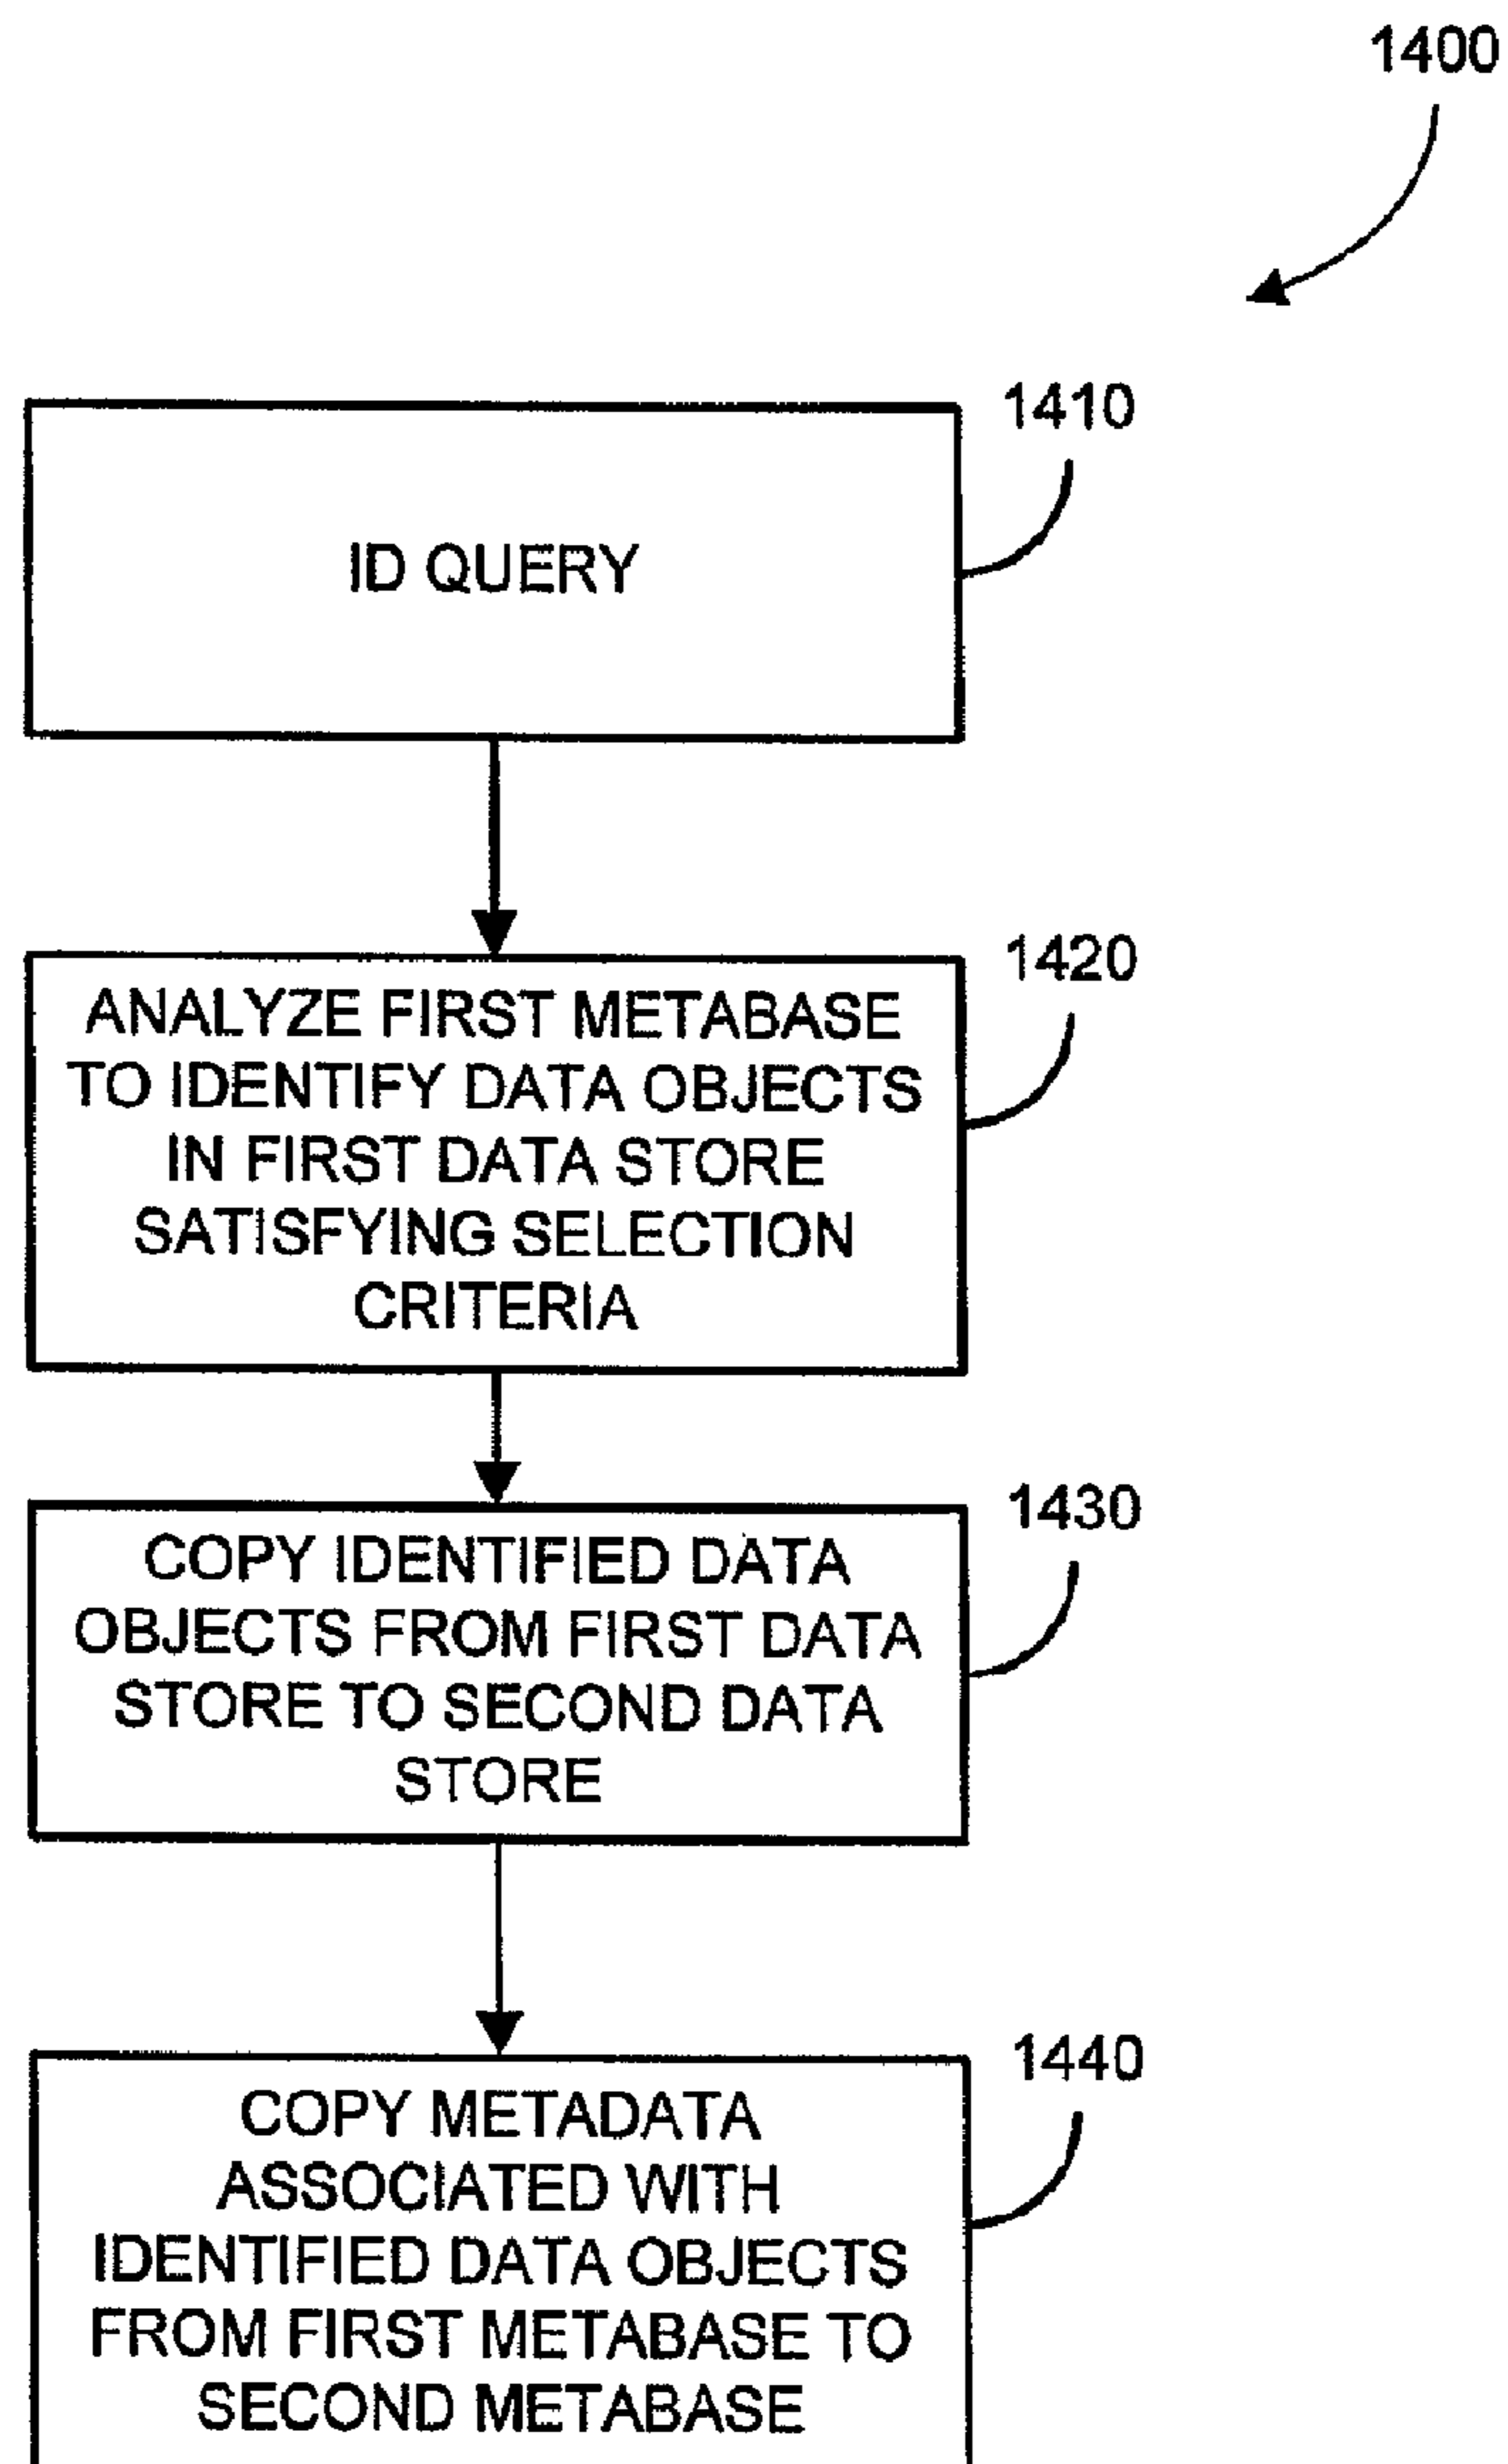 1400
1410
ID QUERY
1420
ANALYZE FIRST METABASE
TO IDENTIFY DATA OBJECTS
IN FIRST DATA STORE
SATISFYING SELECTION
CRITERIA
1430
COPY IDENTIFIED DATA
OBJECTS FROM FIRST DATA
STORE TO SECOND DATA
STORE
1440
COPY METADATA
ASSOCIATED WITH
IDENTIFIED DATA OBJECTS
FROM FIRST METABASE TO
SECOND METABASE